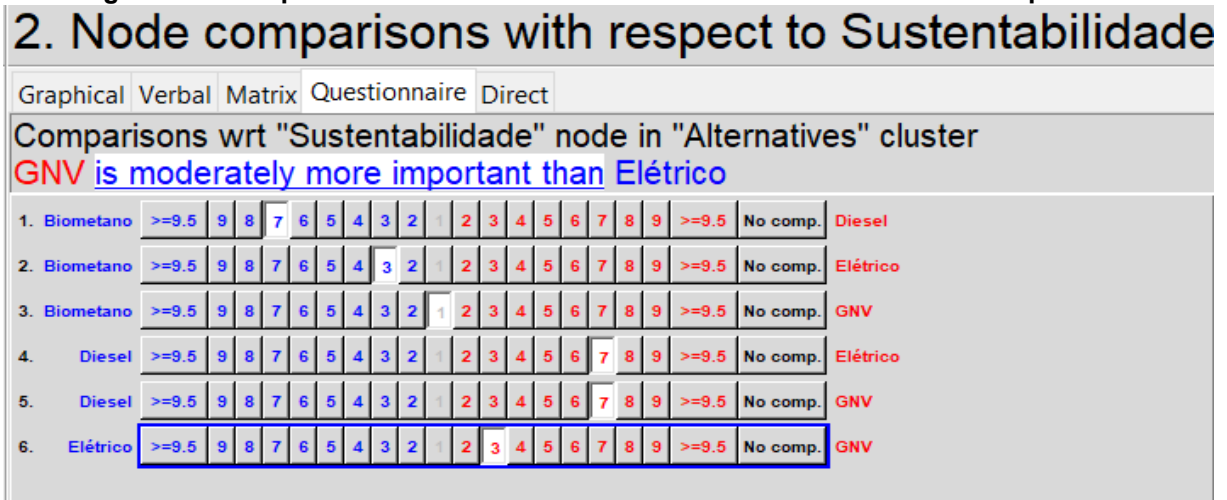 2. Node comparisons with respect to Sustentabilidade
Graphical Verbal Matrix Questionnaire Direct
Comparisons wrt "Sustentabilidade" node in "Alternatives" cluster
GNV is moderately more important than Elétrico
1. Biometano >=9.5 9 8 7 6 5 4 3 2 1 2 3 4 5 6 7 8 9 >=9.5 No comp. Diesel
2. Biometano >=9.5 9 8 7 6 5 4 3 2 1 2 3 4 5 6 7 8 9 >=9.5 No comp. Elétrico
3. Biometano >=9.5 9 8 7 6 5 4 3 2 1 2 3 4 5 6 7 8 9 >=9.5 No comp. GNV
4. Diesel >=9.5 9 8 7 6 5 4 3 2 1 2 3 4 5 6 7 8 9 >=9.5 No comp. Elétrico
5. Diesel >=9.5 9 8 7 6 5 4 3 2 1 2 3 4 5 6 7 8 9 >=9.5 No comp. GNV
6. Elétrico >=9.5 9 8 7 6 5 4 3 2 1 2 3 4 5 6 7 8 9 >=9.5 No comp. GNV